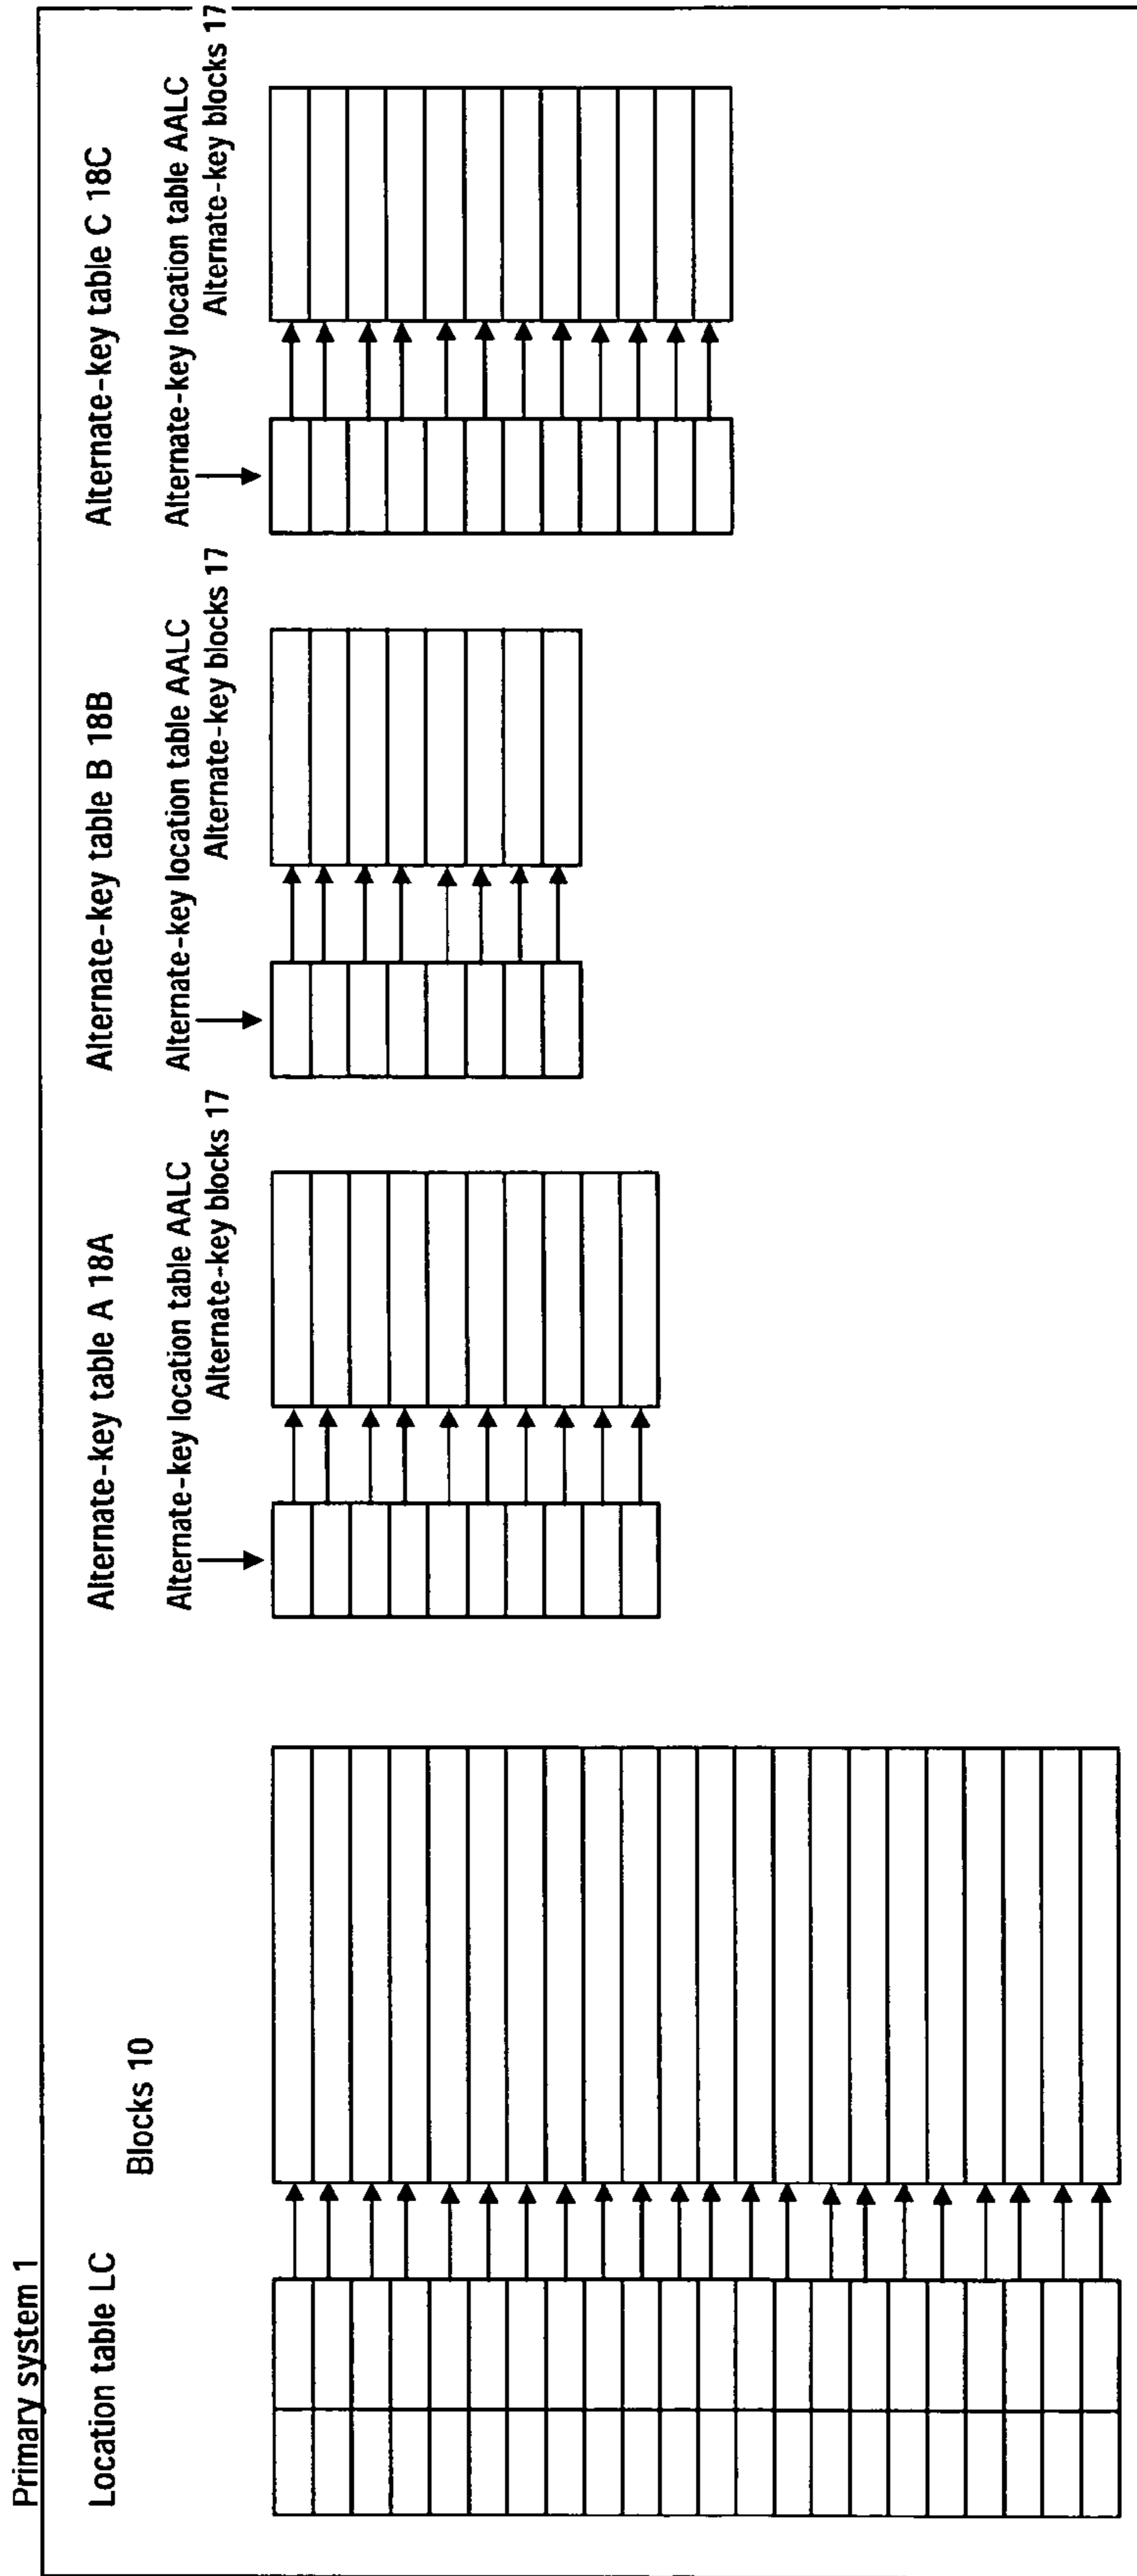 Primary system 1
Location table LC
Blocks 10
Alternate-key table A 18A
Alternate-key location table AALC
Alternate-key blocks 17
Alternate-key table B 18B
Alternate-key location table AALC
Alternate-key blocks 17
Alternate-key table C 18C
Alternate-key location table AALC
Alternate-key blocks 17